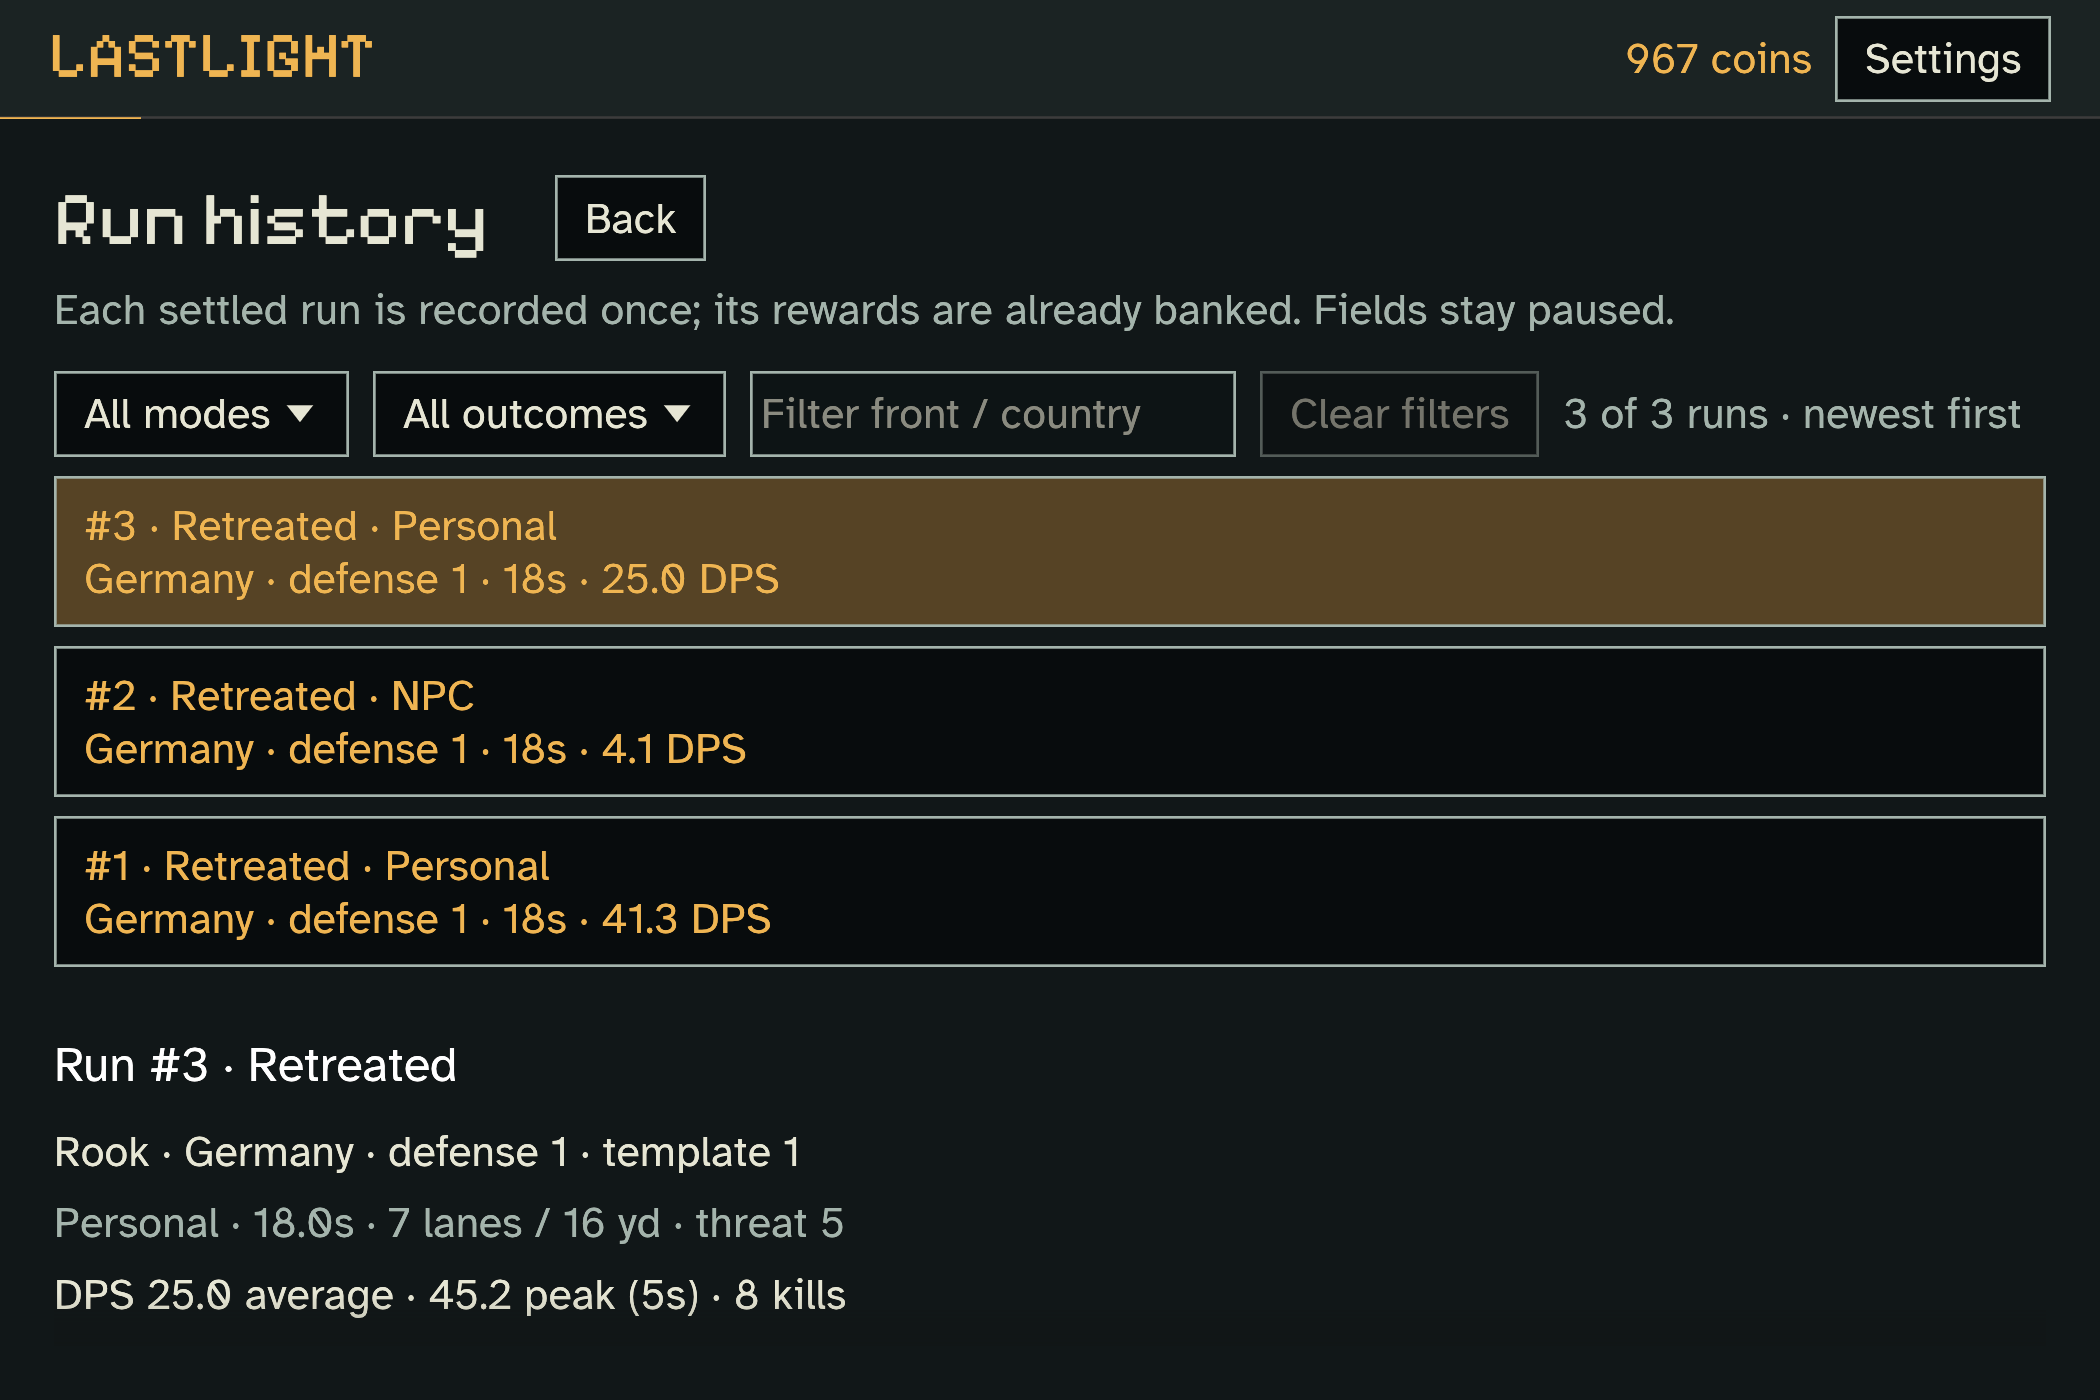 LASTLIGHT
967 coins
Settings
Run history
Back
Each settled run is recorded once; its rewards are already banked. Fields stay paused.
All modes ▼
All outcomes ▼
Filter front / country
Clear filters
3 of 3 runs · newest first
#3 · Retreated · Personal
Germany · defense 1 · 18s · 25.0 DPS
#2 · Retreated · NPC
Germany · defense 1 · 18s · 4.1 DPS
#1 · Retreated · Personal
Germany · defense 1 · 18s · 41.3 DPS
Run #3 · Retreated
Rook · Germany · defense 1 · template 1
Personal · 18.0s · 7 lanes / 16 yd · threat 5
DPS 25.0 average · 45.2 peak (5s) · 8 kills